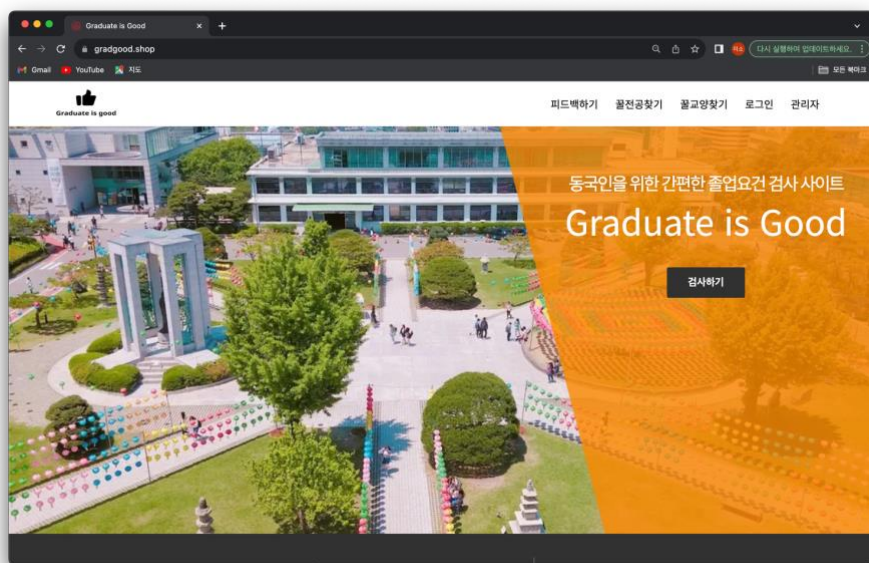 Graduate is Good
gradgood.shop
다시 실행하여 업데이트하세요.
Gmail YouTube 지도 모든 북마크
Graduate is good
피드백하기 꿀전공찾기 꿀교양찾기 로그인 관리자
동국인을 위한 간편한 졸업요건 검사 사이트
Graduate is Good
검사하기